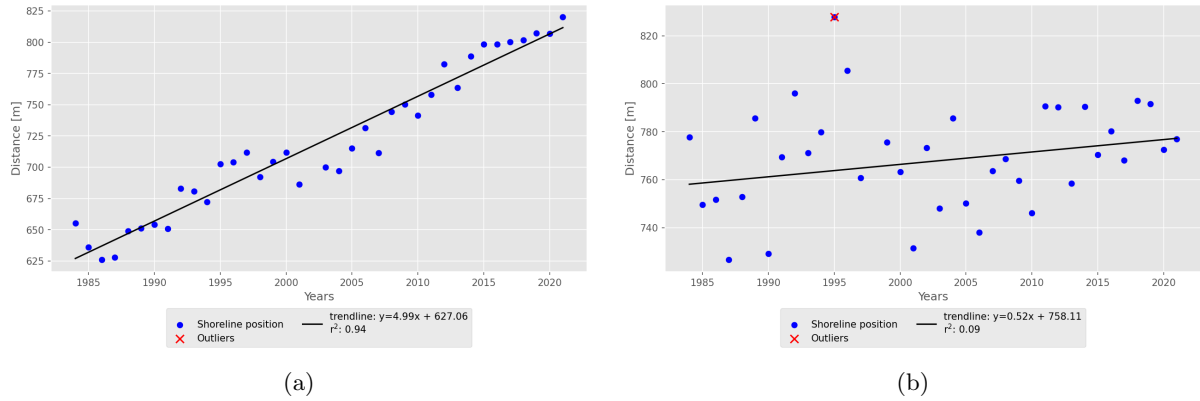 825
800
775
750
725
700
675
650
625
Distance [m]
1985 1990 1995 2000 2005 2010 2015 2020
Years
Shoreline position
Outliers
trendline: y=4.99x + 627.06
r²: 0.94
(a)
820
800
780
760
740
Distance [m]
1985 1990 1995 2000 2005 2010 2015 2020
Years
Shoreline position
Outliers
trendline: y=0.52x + 758.11
r²: 0.09
(b)